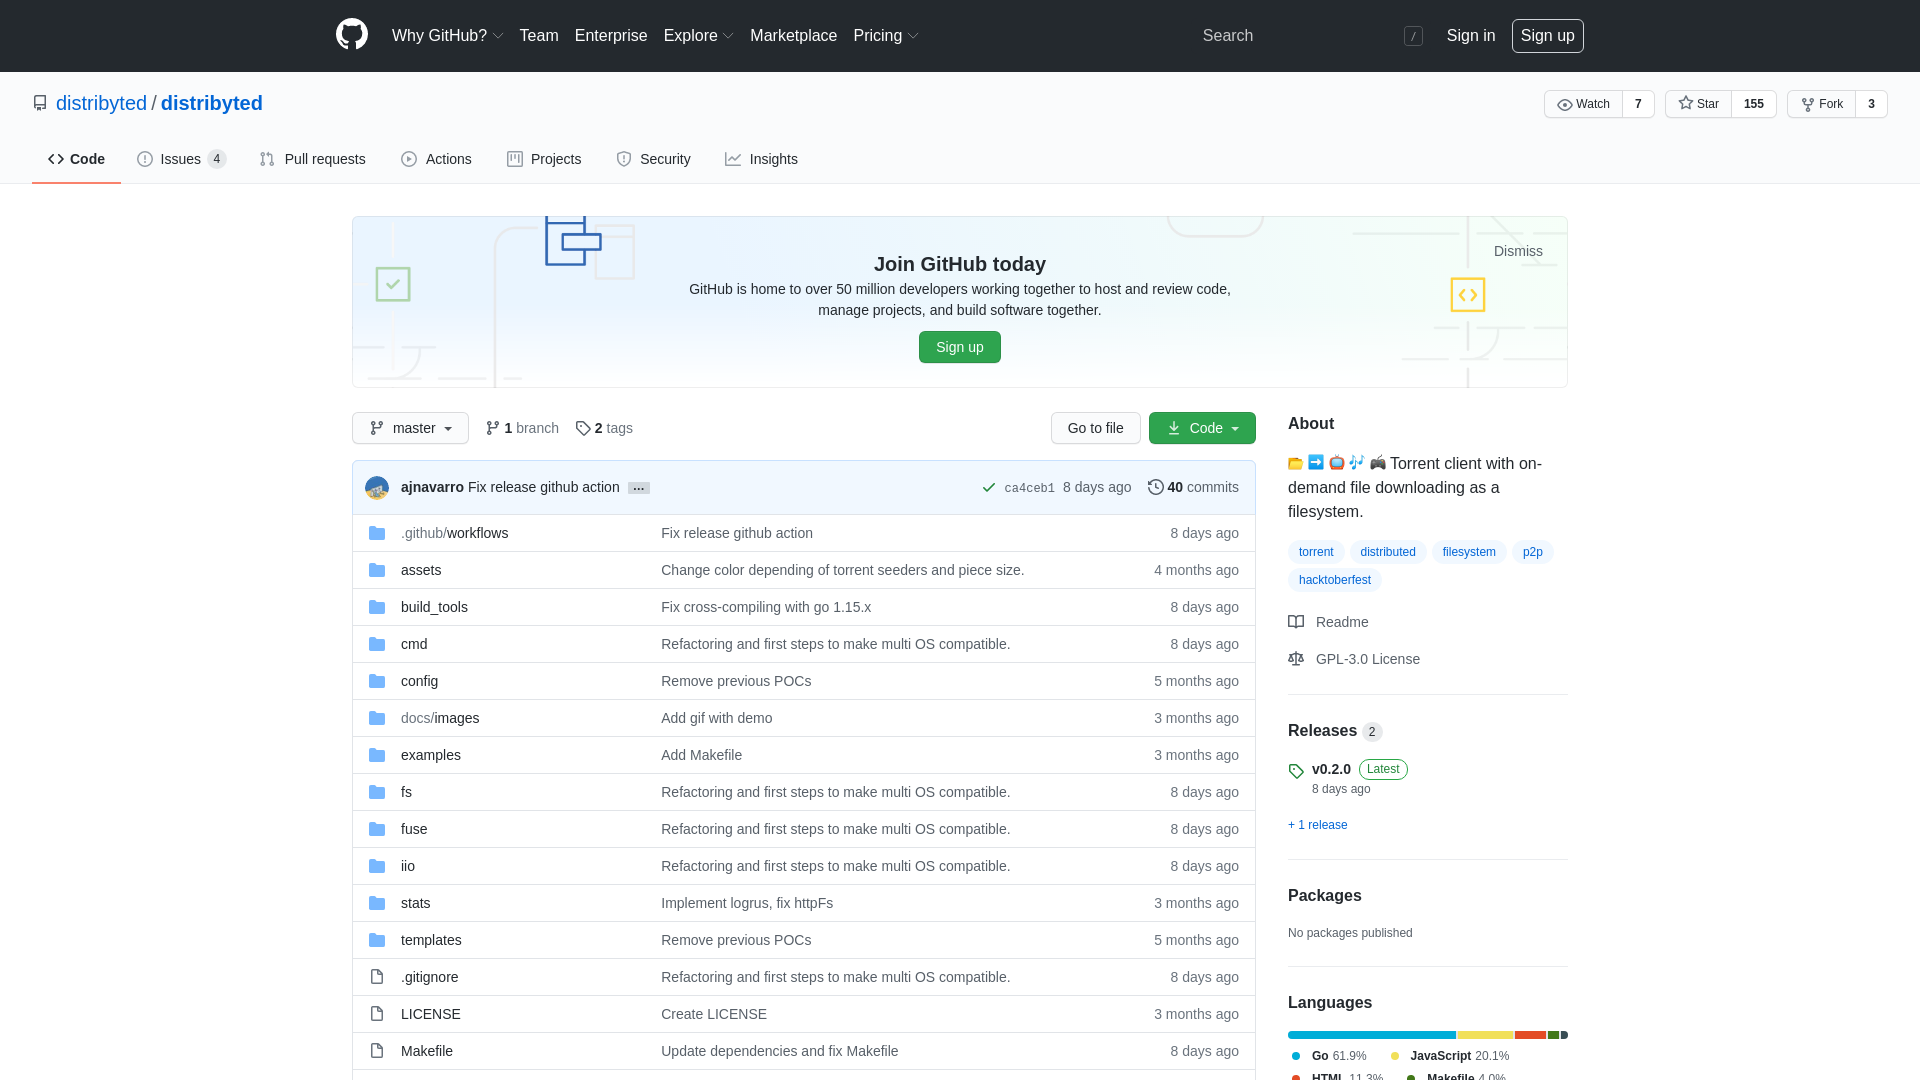 Why GitHub? Team Enterprise Explore Marketplace Pricing Search / Sign in Sign up
distribyted / distribyted Watch 7 Star 155 Fork 3
Code Issues 4 Pull requests Actions Projects Security Insights
Dismiss
Join GitHub today
GitHub is home to over 50 million developers working together to host and review code,
manage projects, and build software together.
Sign up
master 1 branch 2 tags Go to file Code
ajnavarro Fix release github action … ca4ceb1 8 days ago 40 commits
.github/workflows Fix release github action 8 days ago
assets Change color depending of torrent seeders and piece size. 4 months ago
build_tools Fix cross-compiling with go 1.15.x 8 days ago
cmd Refactoring and first steps to make multi OS compatible. 8 days ago
config Remove previous POCs 5 months ago
docs/images Add gif with demo 3 months ago
examples Add Makefile 3 months ago
fs Refactoring and first steps to make multi OS compatible. 8 days ago
fuse Refactoring and first steps to make multi OS compatible. 8 days ago
iio Refactoring and first steps to make multi OS compatible. 8 days ago
stats Implement logrus, fix httpFs 3 months ago
templates Remove previous POCs 5 months ago
.gitignore Refactoring and first steps to make multi OS compatible. 8 days ago
LICENSE Create LICENSE 3 months ago
Makefile Update dependencies and fix Makefile 8 days ago
About
📂 ➡️ 📺 🎶 🎮 Torrent client with on-
demand file downloading as a
filesystem.
torrent distributed filesystem p2p
hacktoberfest
Readme
GPL-3.0 License
Releases 2
v0.2.0 Latest
8 days ago
+ 1 release
Packages
No packages published
Languages
Go 61.9% JavaScript 20.1%
HTML 11.3% Makefile 4.0%